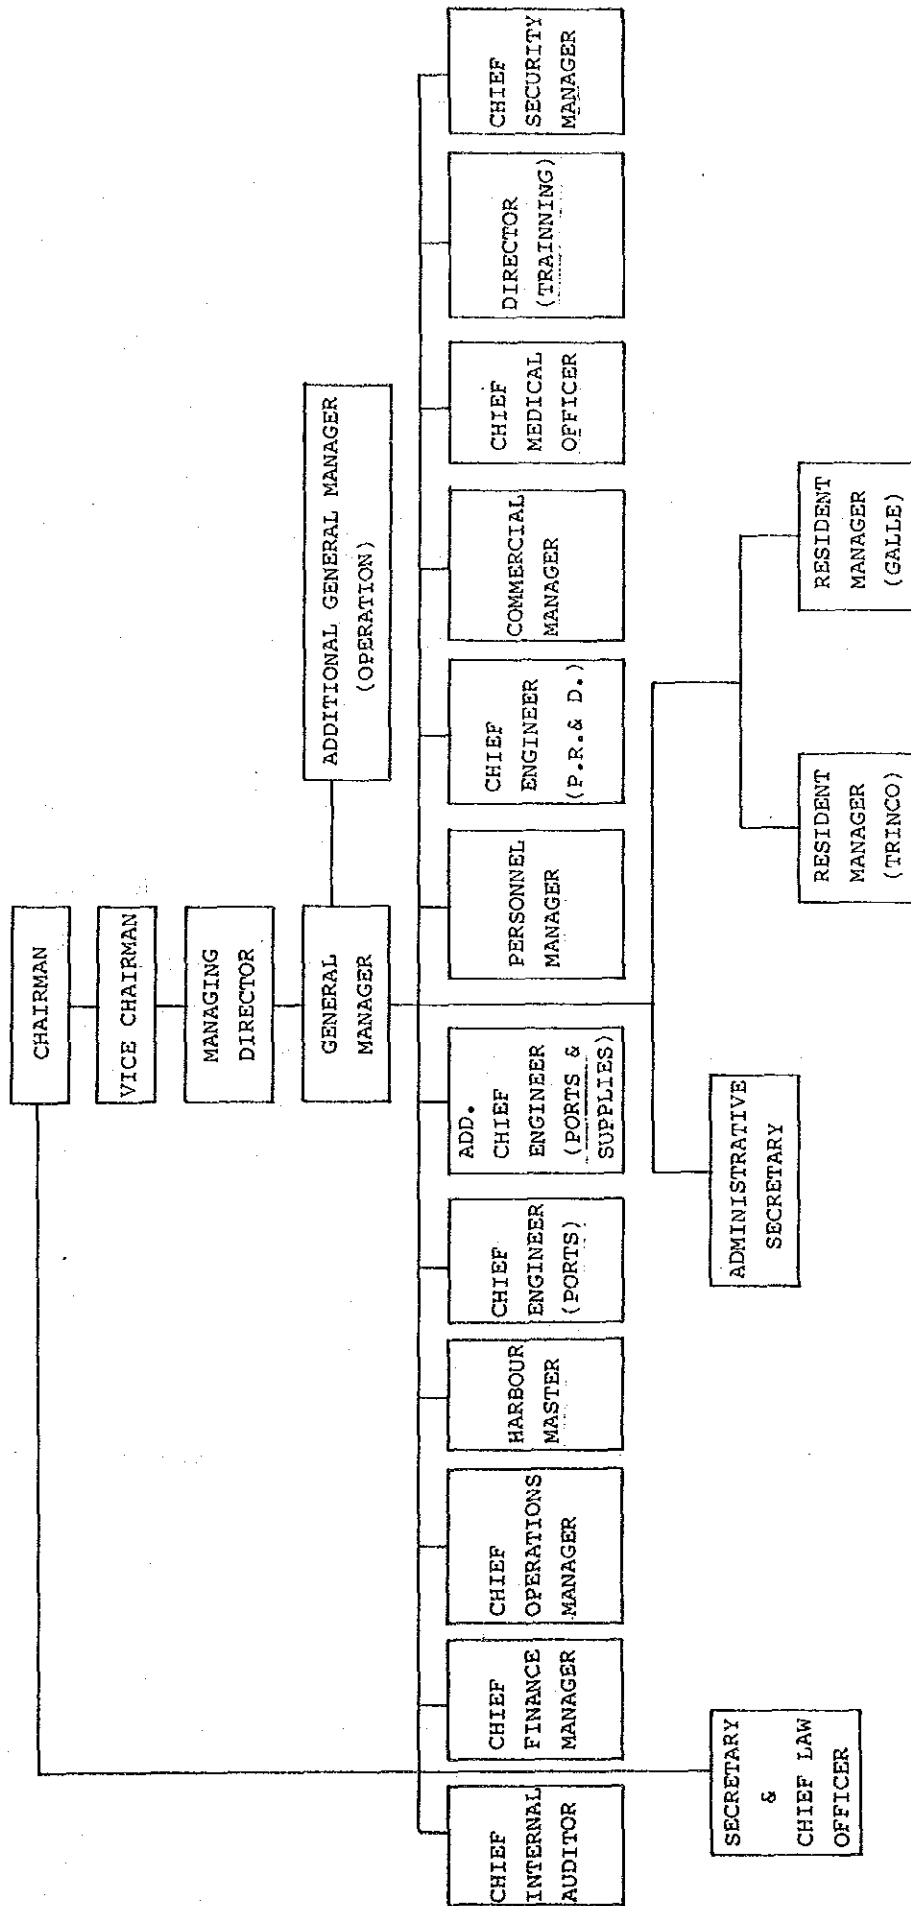 CHAIRMAN
VICE CHAIRMAN
MANAGING
DIRECTOR
GENERAL
MANAGER
ADDITIONAL GENERAL MANAGER
(OPERATION)
CHIEF
INTERNAL
AUDITOR
CHIEF
FINANCE
MANAGER
CHIEF
OPERATIONS
MANAGER
HARBOUR
MASTER
CHIEF
ENGINEER
(PORTS)
ADD.
CHIEF
ENGINEER
(PORTS &
SUPPLIES)
PERSONNEL
MANAGER
CHIEF
ENGINEER
(P.R.& D.)
COMMERCIAL
MANAGER
CHIEF
MEDICAL
OFFICER
DIRECTOR
(TRAINNING)
CHIEF
SECURITY
MANAGER
SECRETARY
&
CHIEF LAW
OFFICER
ADMINISTRATIVE
SECRETARY
RESIDENT
MANAGER
(TRINCO)
RESIDENT
MANAGER
(GALLE)